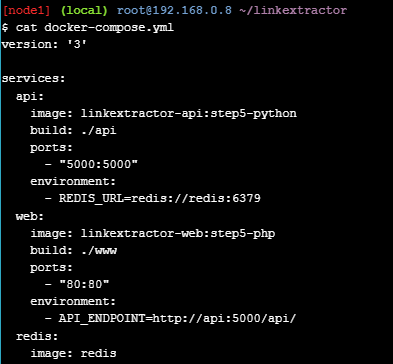 [node1] (local) root@192.168.0.8 ~/linkextractor
$ cat docker-compose.yml
version: '3'

services:
  api:
    image: linkextractor-api:step5-python
    build: ./api
    ports:
      - "5000:5000"
    environment:
      - REDIS_URL=redis://redis:6379
  web:
    image: linkextractor-web:step5-php
    build: ./www
    ports:
      - "80:80"
    environment:
      - API_ENDPOINT=http://api:5000/api/
  redis:
    image: redis